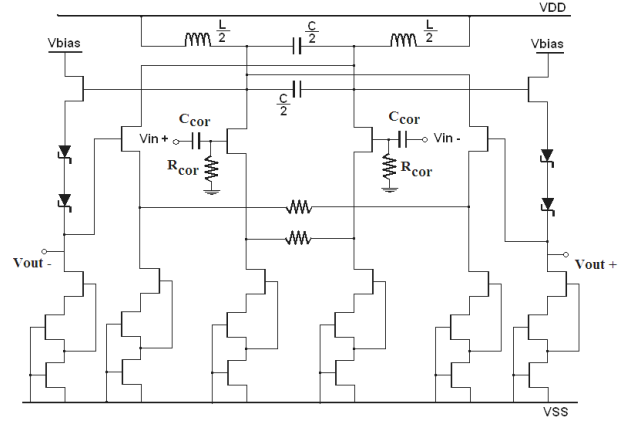 VDD
L/2
C/2
L/2
Vbias
Vbias
C/2
Ccor
Ccor
Vin +
Vin -
Rcor
Rcor
Vout -
Vout +
VSS